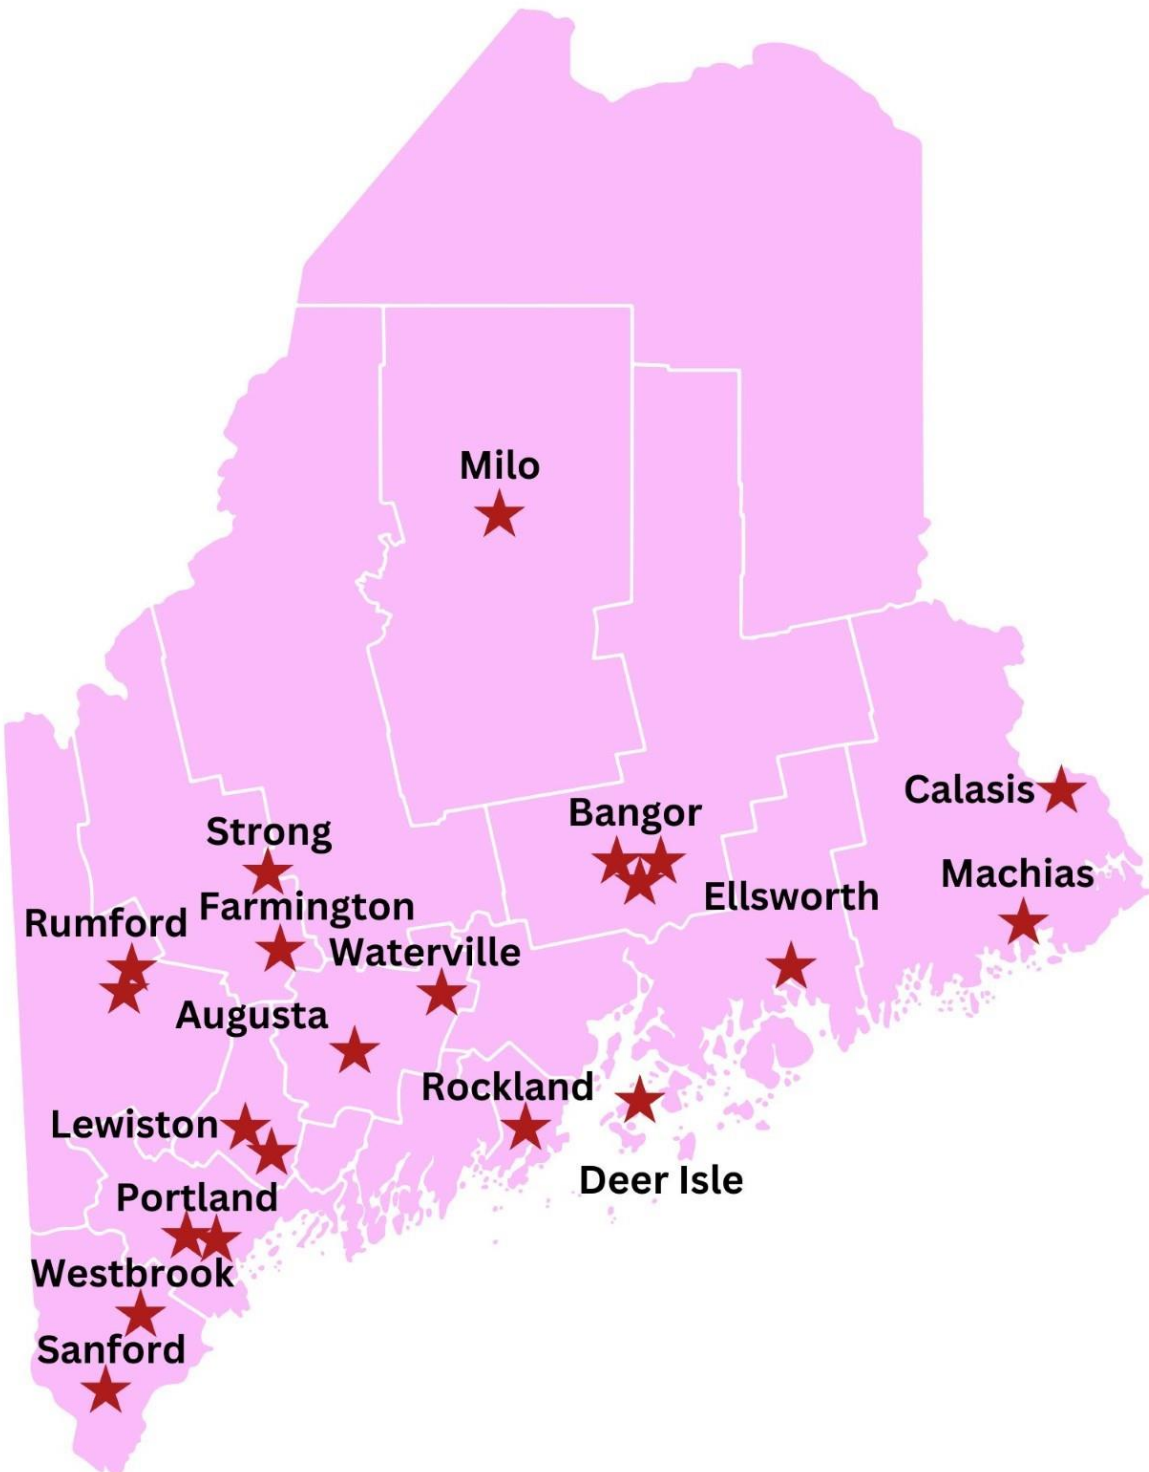 Milo
Calasis
Bangor
Strong
Machias
Ellsworth
Farmington
Rumford
Waterville
Augusta
Rockland
Lewiston
Deer Isle
Portland
Westbrook
Sanford